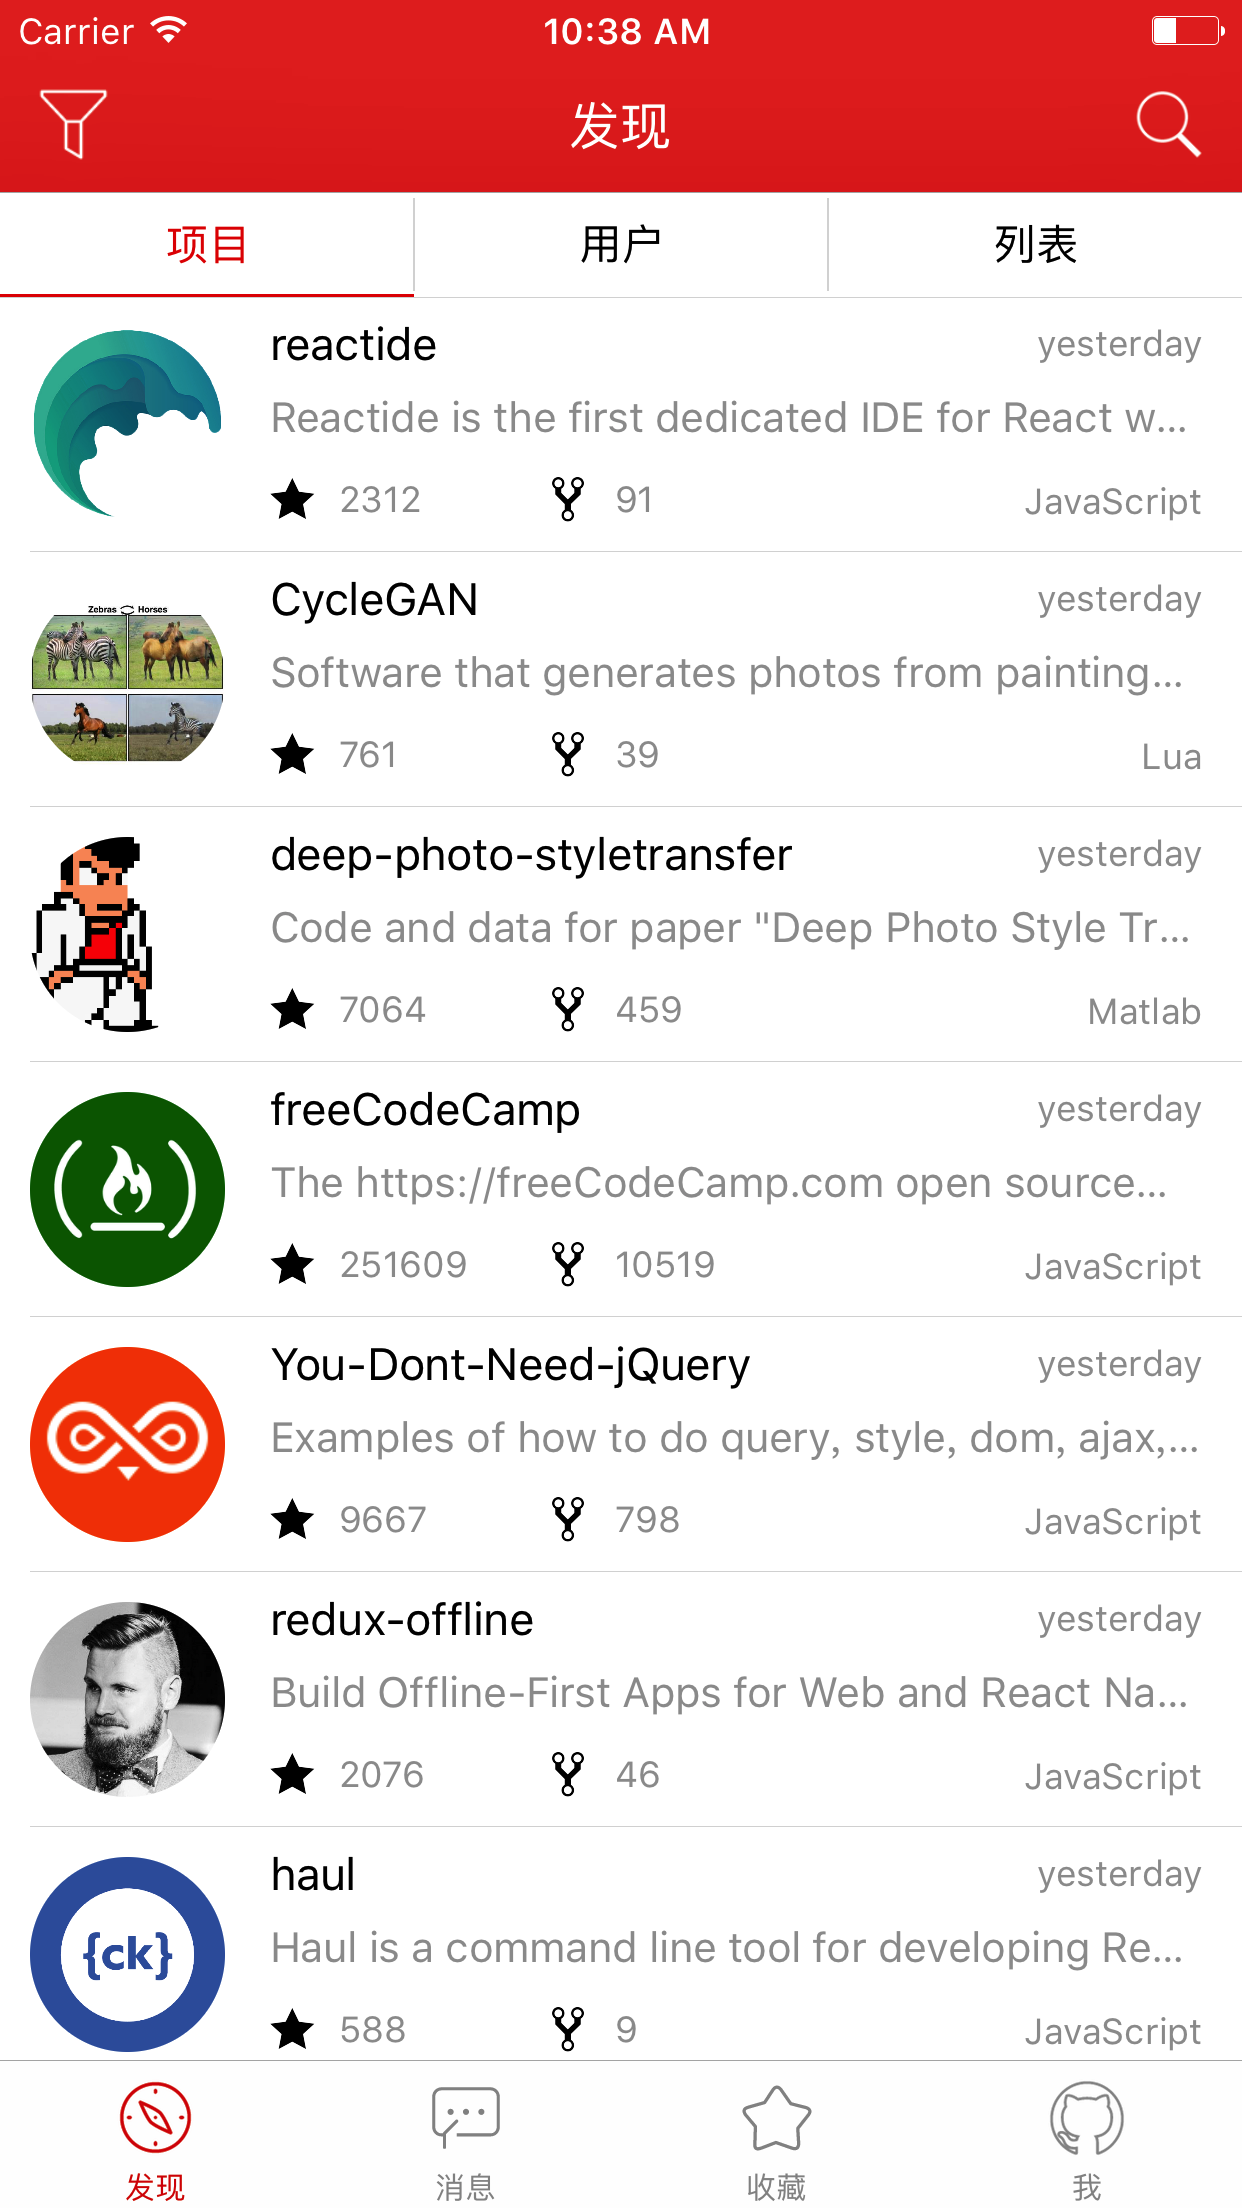 Carrier 10:38 AM
发现
项目 用户 列表
reactide yesterday
Reactide is the first dedicated IDE for React w...
2312 91 JavaScript
Zebras Horses
CycleGAN yesterday
Software that generates photos from painting...
761 39 Lua
deep-photo-styletransfer yesterday
Code and data for paper "Deep Photo Style Tr...
7064 459 Matlab
freeCodeCamp yesterday
The https://freeCodeCamp.com open source...
251609 10519 JavaScript
You-Dont-Need-jQuery yesterday
Examples of how to do query, style, dom, ajax,...
9667 798 JavaScript
redux-offline yesterday
Build Offline-First Apps for Web and React Na...
2076 46 JavaScript
haul yesterday
{ck}
Haul is a command line tool for developing Re...
588 9 JavaScript
发现 消息 收藏 我